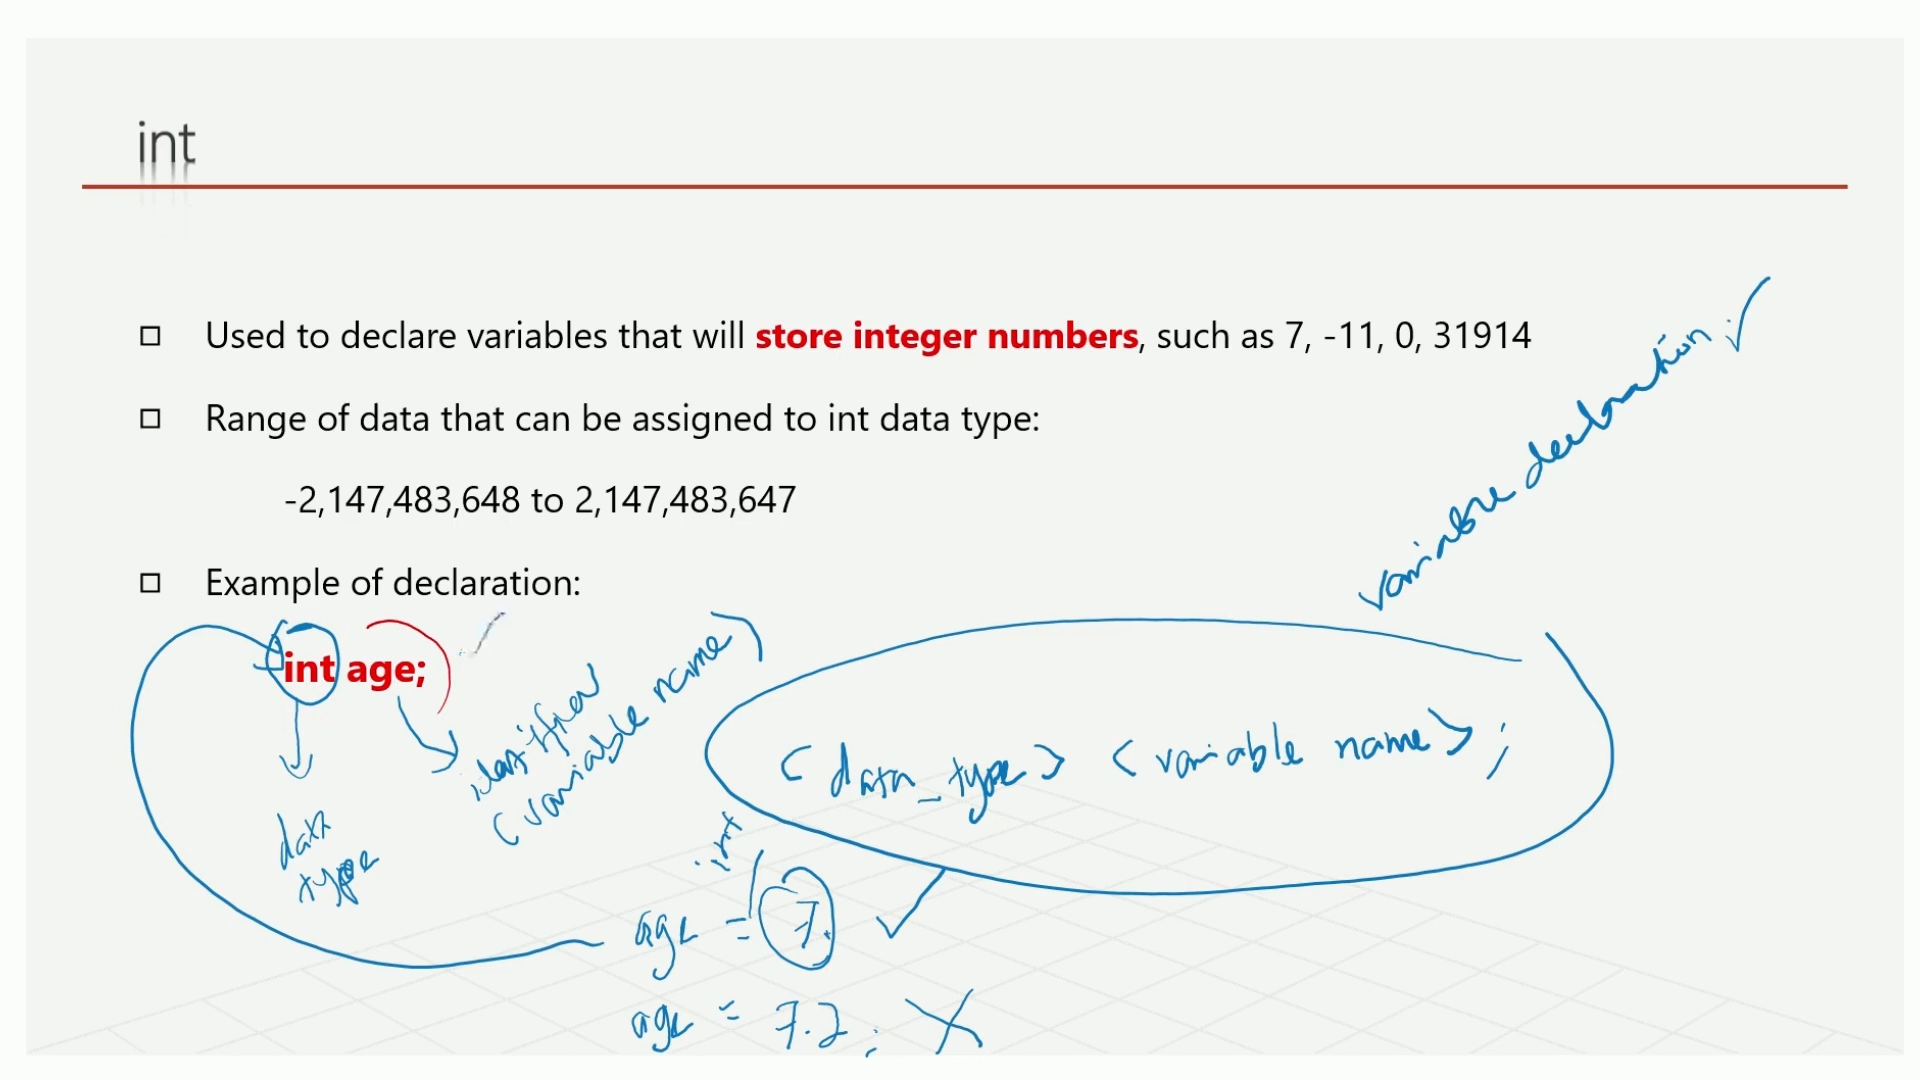 int
Used to declare variables that will store integer numbers, such as 7, -11, 0, 31914
Range of data that can be assigned to int data type:
-2,147,483,648 to 2,147,483,647
Example of declaration:
int age;
data
type
identifier
(variable name)
variable declaration
<data_type> <variable name>;
int
age = 7
age = 7.2;